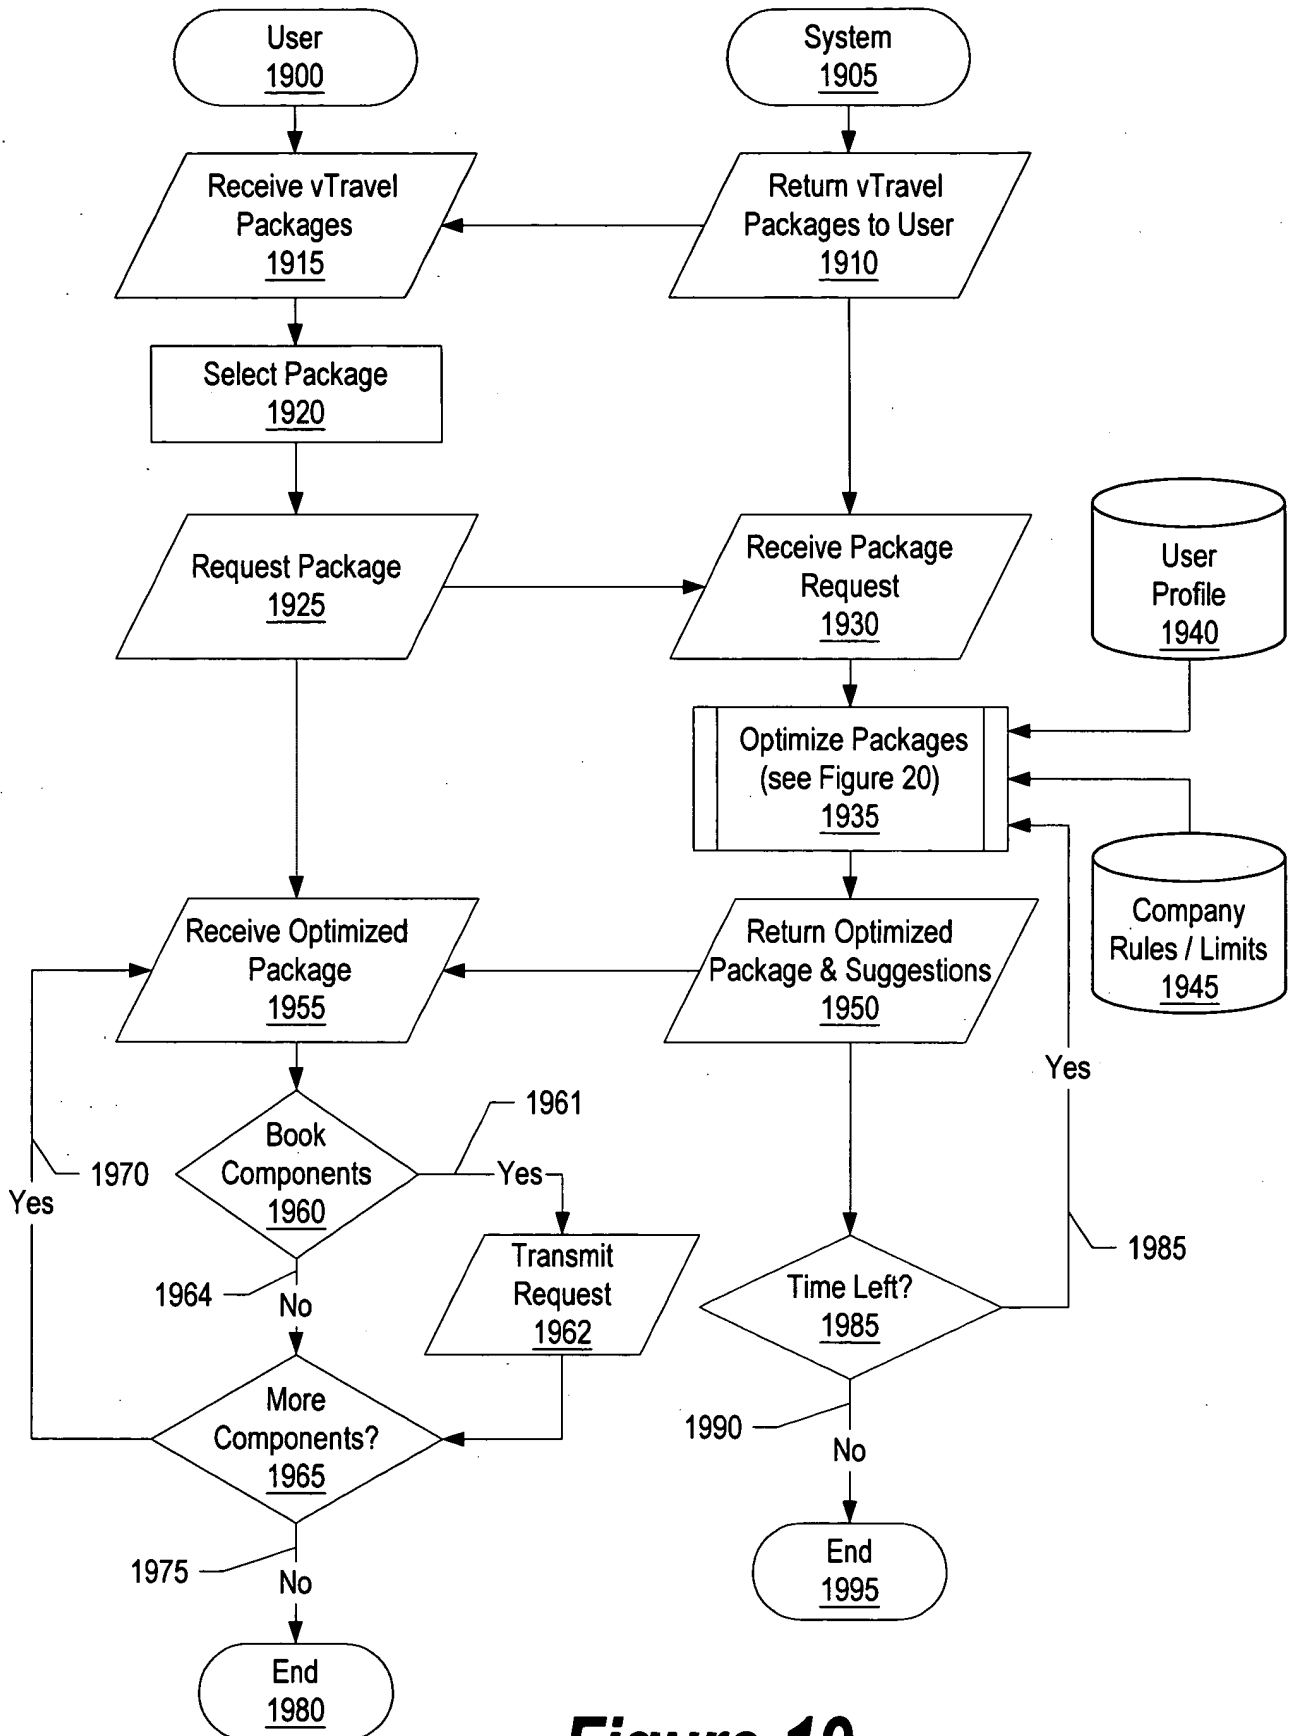 User
1900
System
1905
Receive vTravel
Packages
1915
Return vTravel
Packages to User
1910
Select Package
1920
Request Package
1925
Receive Package
Request
1930
User
Profile
1940
Optimize Packages
(see Figure 20)
1935
Company
Rules / Limits
1945
Receive Optimized
Package
1955
Return Optimized
Package & Suggestions
1950
Yes
Book
Components
1960
1961
Yes
1970
Yes
1964
No
Transmit
Request
1962
Time Left?
1985
1985
More
Components?
1965
1990
No
1975
No
End
1995
End
1980
Figure 19